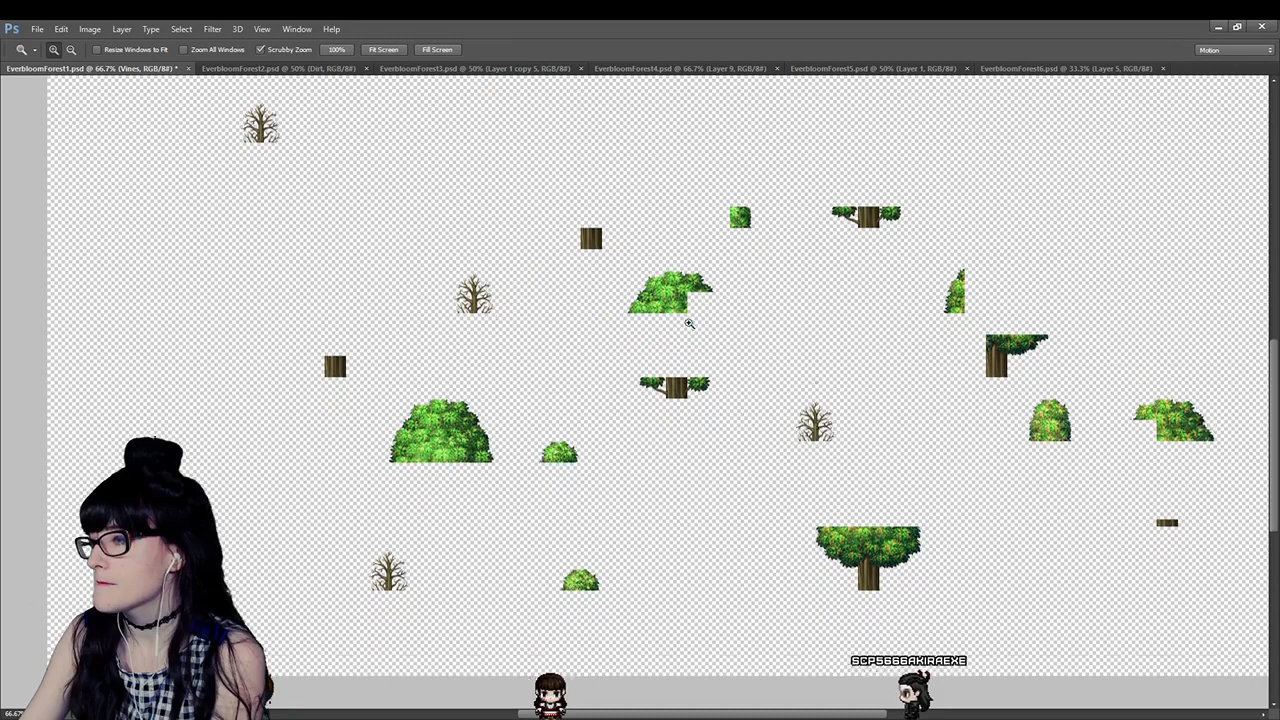 Ps File Edit Image Layer Type Select Filter 3D View Window Help
Resize Windows to Fit Zoom All Windows Scrubby Zoom 100% Fit Screen Fill Screen Motion
EverbloomForest1.psd @ 66.7% (Vines, RGB/8#) * × EverbloomForest2.psd @ 50% (Dirt, RGB/8#) × EverbloomForest3.psd @ 50% (Layer 1 copy 5, RGB/8#) × EverbloomForest4.psd @ 66.7% (Layer 9, RGB/8#) × EverbloomForest5.psd @ 50% (Layer 1, RGB/8#) × EverbloomForest6.psd @ 33.3% (Layer 5, RGB/8#) ×
SCP5666AKIRAEXE